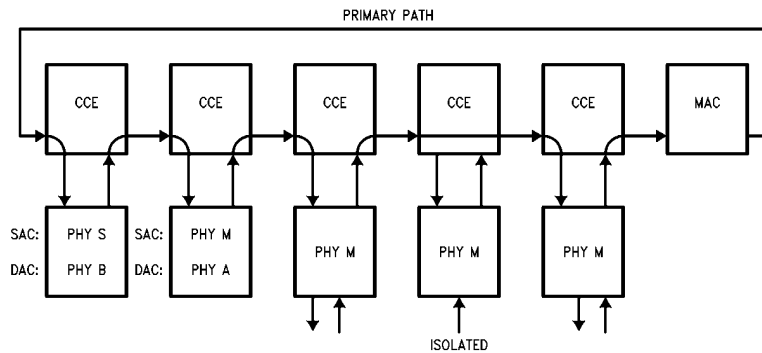 PRIMARY PATH
CCE
CCE
CCE
CCE
CCE
MAC
SAC: PHY S
SAC: PHY M
DAC: PHY B
DAC: PHY A
PHY M
PHY M
PHY M
ISOLATED